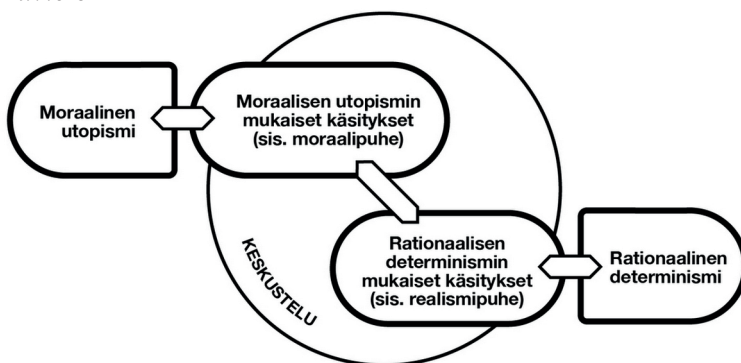 Moraalinen
utopismi
Moraalisen utopismin
mukaiset käsitykset
(sis. moraalipuhe)
KESKUSTELU
Rationaalisen
determinismin
mukaiset käsitykset
(sis. realismipuhe)
Rationaalinen
determinismi